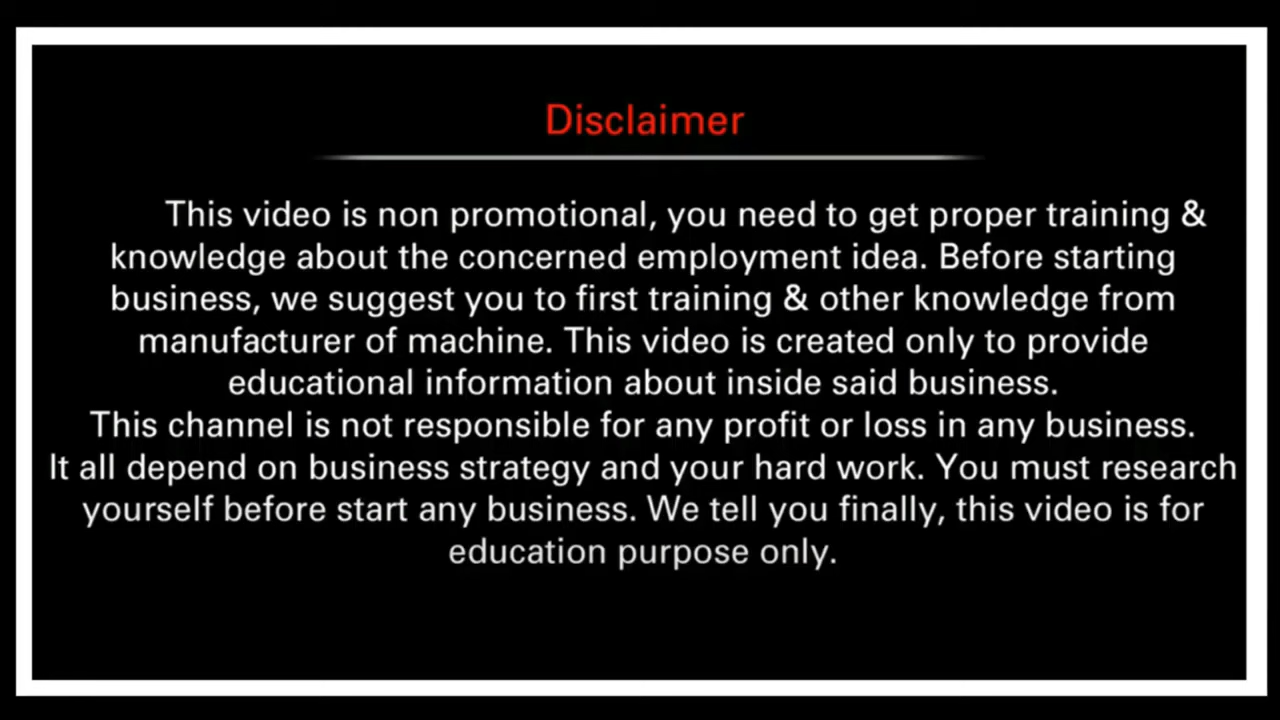 Disclaimer
This video is non promotional, you need to get proper training &
knowledge about the concerned employment idea. Before starting
business, we suggest you to first training & other knowledge from
manufacturer of machine. This video is created only to provide
educational information about inside said business.
This channel is not responsible for any profit or loss in any business.
It all depend on business strategy and your hard work. You must research
yourself before start any business. We tell you finally, this video is for
education purpose only.